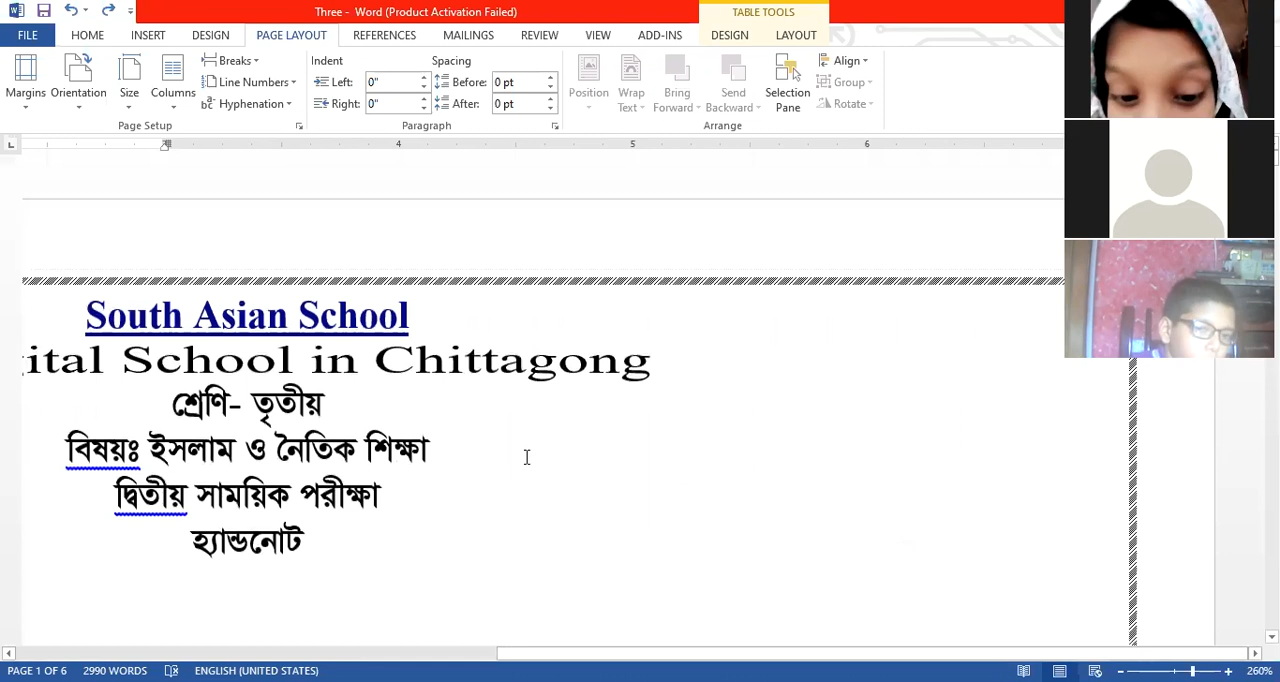 Three - Word (Product Activation Failed)
TABLE TOOLS
FILE HOME INSERT DESIGN PAGE LAYOUT REFERENCES MAILINGS REVIEW VIEW ADD-INS DESIGN LAYOUT
Margins
Orientation
Size
Columns
Breaks
Line Numbers
Hyphenation
Page Setup
Indent
Left: 0"
Right: 0"
Spacing
Before: 0 pt
After: 0 pt
Paragraph
Position
Wrap Text
Bring Forward
Send Backward
Selection Pane
Align
Group
Rotate
Arrange
4 5 6
South Asian School
gital School in Chittagong
শ্রেণি- তৃতীয়
বিষয়ঃ ইসলাম ও নৈতিক শিক্ষা
দ্বিতীয় সাময়িক পরীক্ষা
হ্যান্ডনোট
PAGE 1 OF 6 2990 WORDS ENGLISH (UNITED STATES) 260%